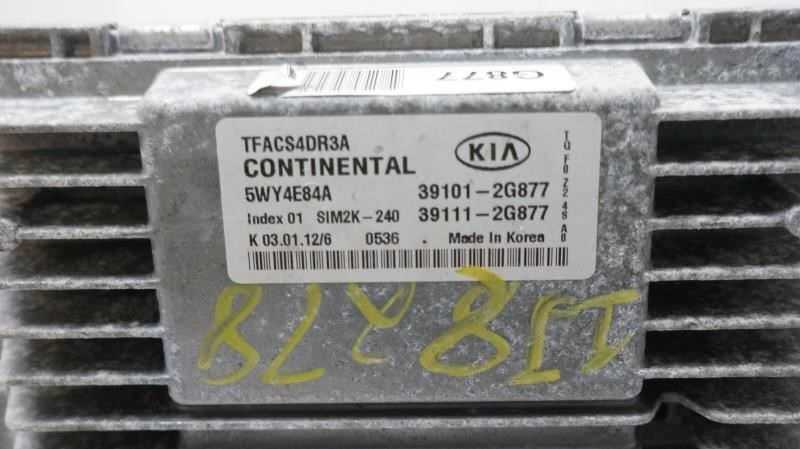 G877
TFACS4DR3A
CONTINENTAL KIA
5WY4E84A 39101-2G877
Index 01 SIM2K-240 39111-2G877
K 03.01.12/6 0536 . Made In Korea